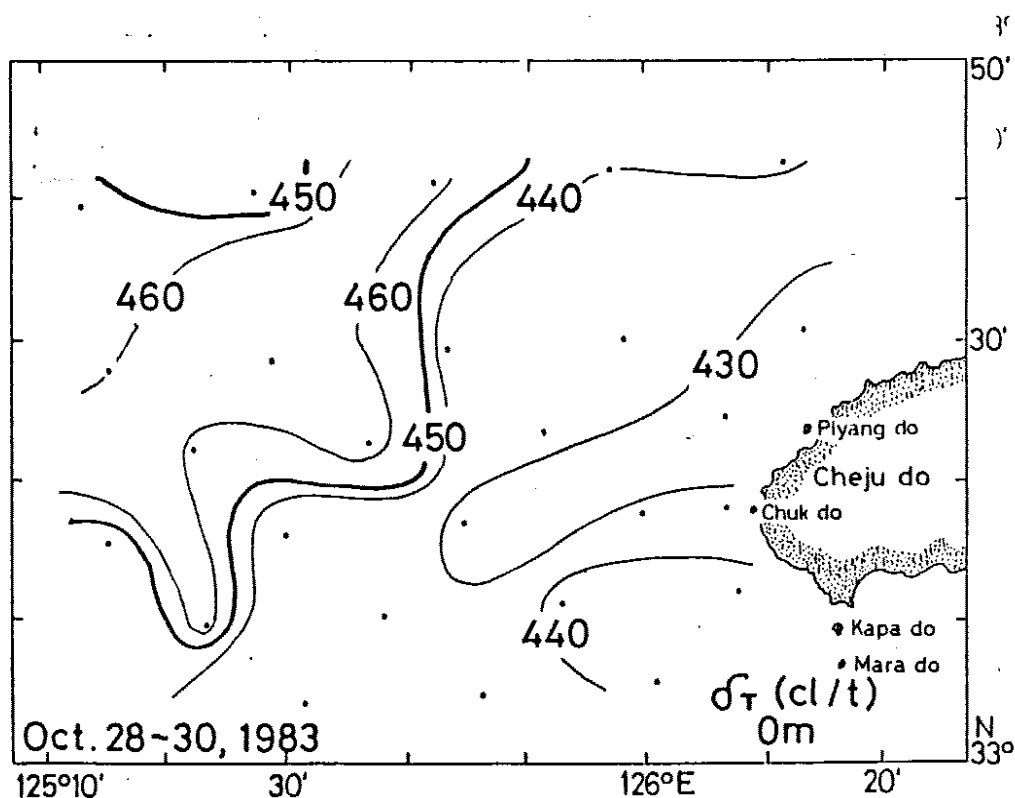 50'
450
440
460
460
30'
430
450
Piyang do
Cheju do
Chuk do
440
Kapa do
Mara do
δT (cl/t)
0m
Oct. 28~30, 1983
N
33°
125°10'
30'
126°E
20'